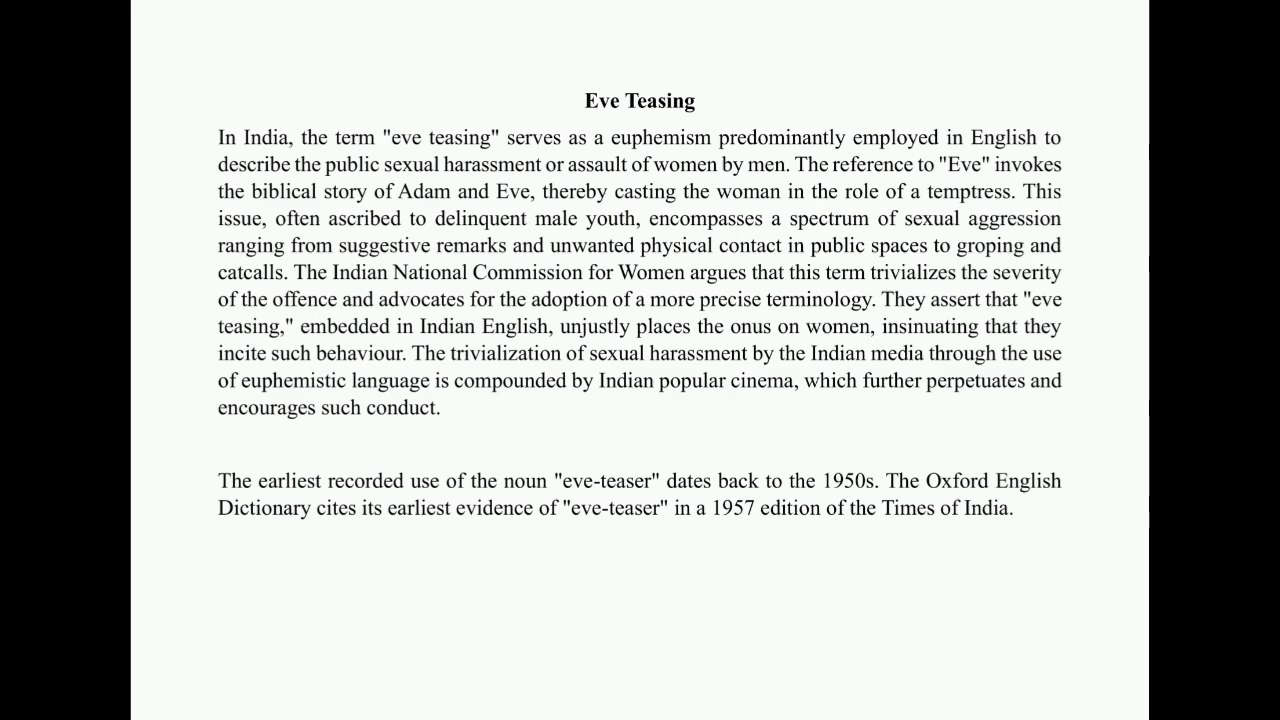 Eve Teasing
In India, the term "eve teasing" serves as a euphemism predominantly employed in English to
describe the public sexual harassment or assault of women by men. The reference to "Eve" invokes
the biblical story of Adam and Eve, thereby casting the woman in the role of a temptress. This
issue, often ascribed to delinquent male youth, encompasses a spectrum of sexual aggression
ranging from suggestive remarks and unwanted physical contact in public spaces to groping and
catcalls. The Indian National Commission for Women argues that this term trivializes the severity
of the offence and advocates for the adoption of a more precise terminology. They assert that "eve
teasing," embedded in Indian English, unjustly places the onus on women, insinuating that they
incite such behaviour. The trivialization of sexual harassment by the Indian media through the use
of euphemistic language is compounded by Indian popular cinema, which further perpetuates and
encourages such conduct.
The earliest recorded use of the noun "eve-teaser" dates back to the 1950s. The Oxford English
Dictionary cites its earliest evidence of "eve-teaser" in a 1957 edition of the Times of India.